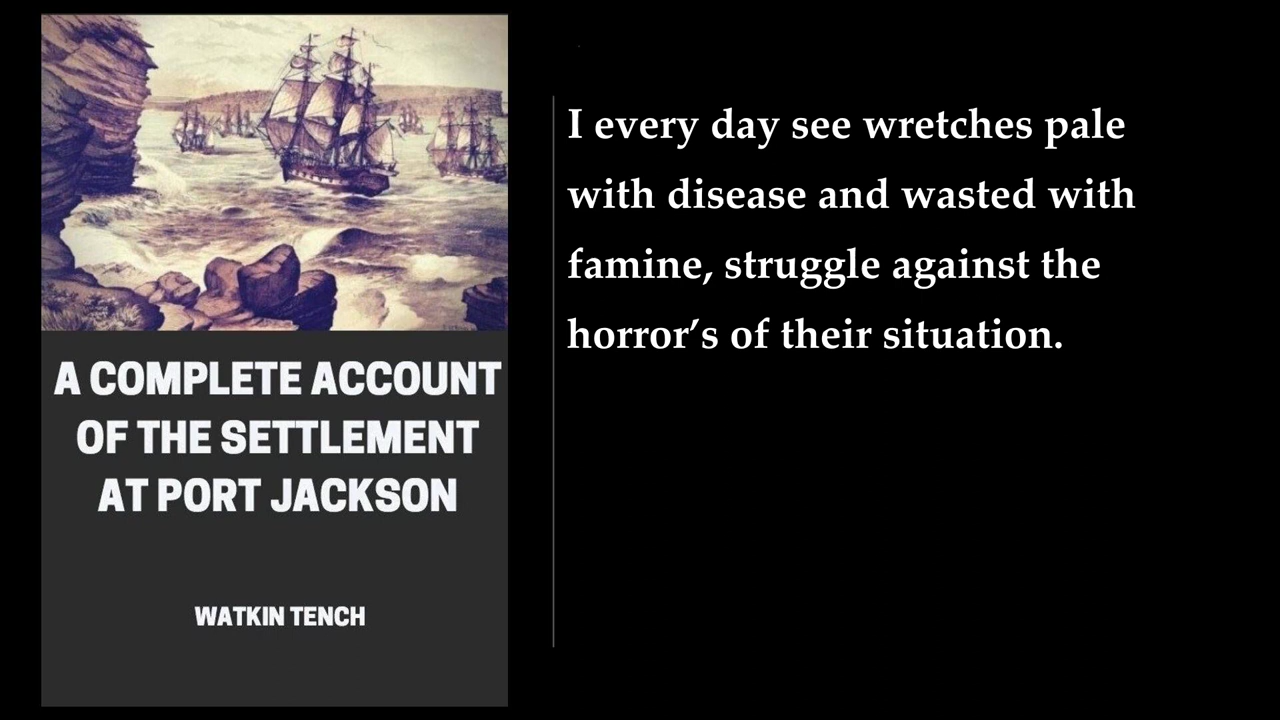 A COMPLETE ACCOUNT
OF THE SETTLEMENT
AT PORT JACKSON
WATKIN TENCH
I every day see wretches pale
with disease and wasted with
famine, struggle against the
horror’s of their situation.